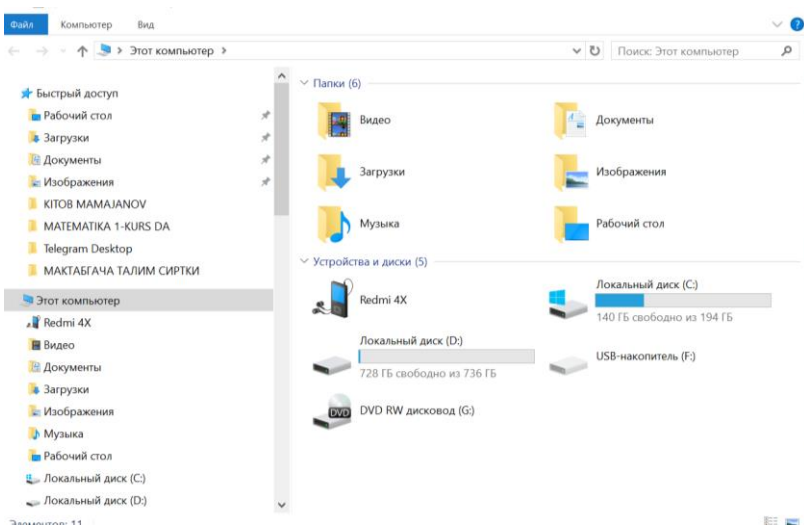 Файл Компьютер Вид
Этот компьютер
Поиск: Этот компьютер
Быстрый доступ
Рабочий стол
Загрузки
Документы
Изображения
KITOB MAMAJANOV
MATEMATIKA 1-KURS DA
Telegram Desktop
МАКТАБГАЧА ТАЛИМ СИРТКИ
Этот компьютер
Redmi 4X
Видео
Документы
Загрузки
Изображения
Музыка
Рабочий стол
Локальный диск (C:)
Локальный диск (D:)
Папки (6)
Видео
Документы
Загрузки
Изображения
Музыка
Рабочий стол
Устройства и диски (5)
Redmi 4X
Локальный диск (C:)
140 ГБ свободно из 194 ГБ
Локальный диск (D:)
728 ГБ свободно из 736 ГБ
USB-накопитель (F:)
DVD
DVD RW дисковод (G:)
Элементов: 11